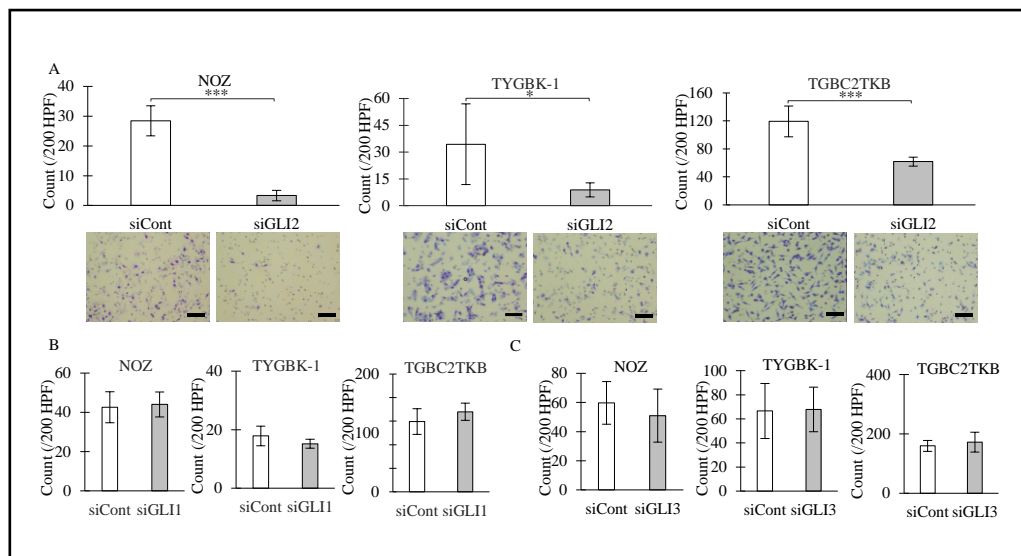 A
NOZ
***
Count (/200 HPF)
40
30
20
10
0
siCont siGLI2
TYGBK-1
*
Count (/200 HPF)
60
45
30
15
0
siCont siGLI2
TGBC2TKB
***
Count (/200 HPF)
160
120
80
40
0
siCont siGLI2
B
NOZ
Count (/200 HPF)
60
40
20
0
siCont siGLI1
TYGBK-1
Count (/200 HPF)
40
20
0
siCont siGLI1
TGBC2TKB
Count (/200 HPF)
200
100
0
siCont siGLI1
C
NOZ
Count (/200 HPF)
80
60
40
20
0
siCont siGLI3
TYGBK-1
Count (/200 HPF)
100
80
60
40
20
0
siCont siGLI3
TGBC2TKB
Count (/200 HPF)
400
200
0
siCont siGLI3